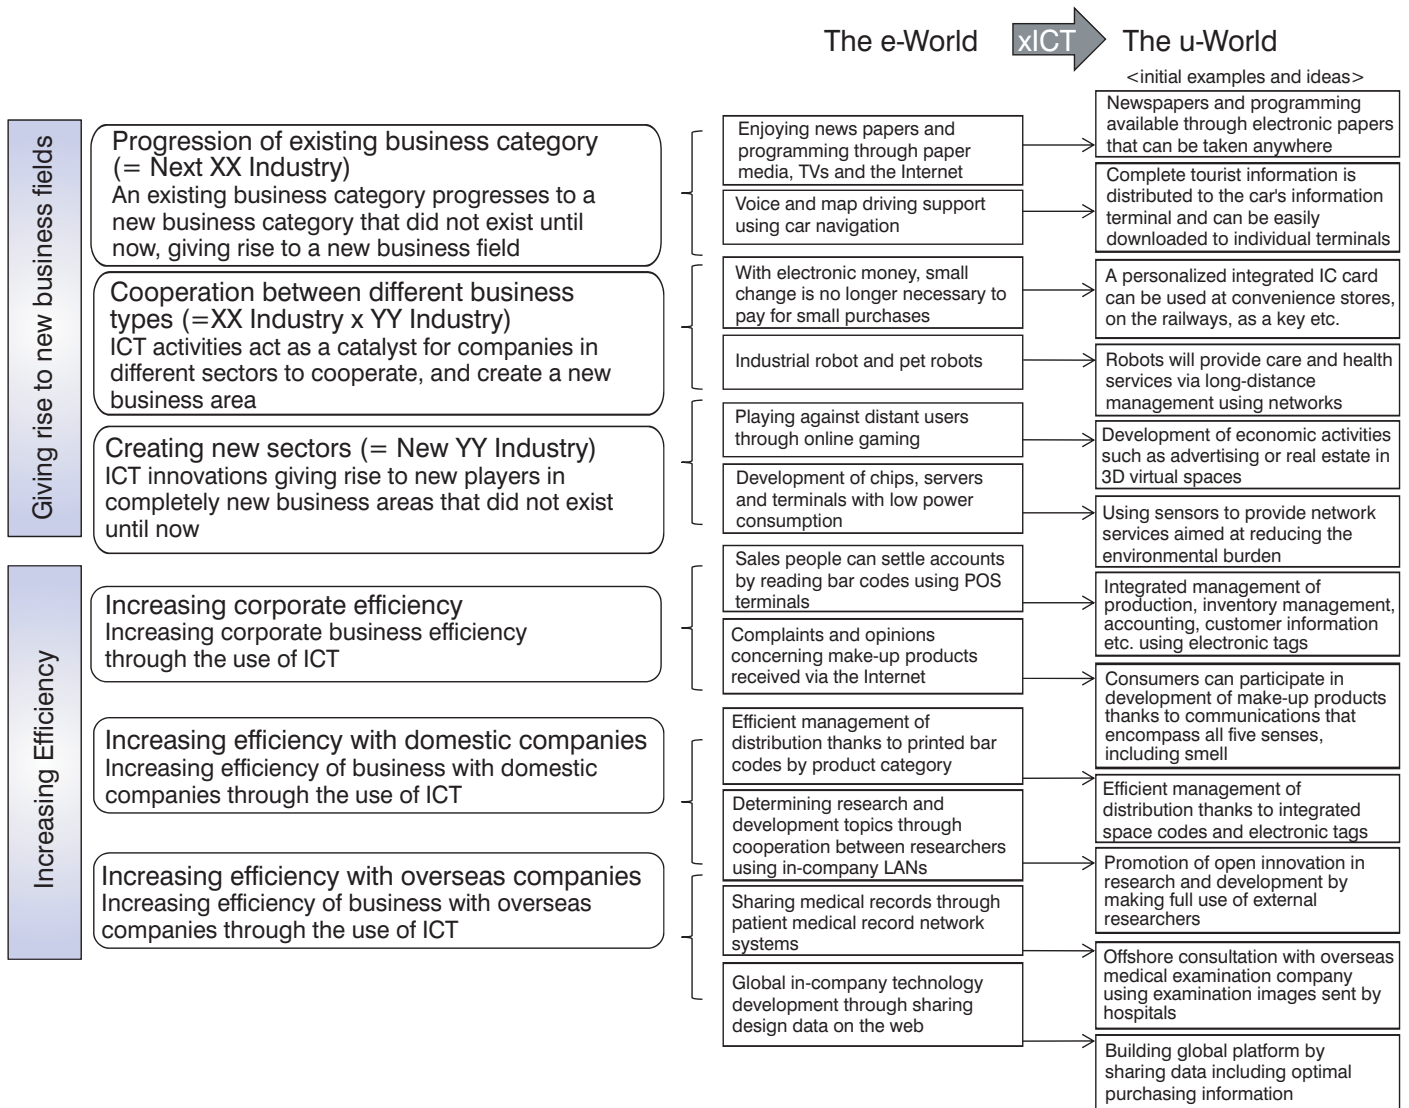 The e-World
xICT
The u-World
<initial examples and ideas>
Giving rise to new business fields
Progression of existing business category
(= Next XX Industry)
An existing business category progresses to a
new business category that did not exist until
now, giving rise to a new business field
Cooperation between different business
types (=XX Industry x YY Industry)
ICT activities act as a catalyst for companies in
different sectors to cooperate, and create a new
business area
Creating new sectors (= New YY Industry)
ICT innovations giving rise to new players in
completely new business areas that did not exist
until now
Increasing Efficiency
Increasing corporate efficiency
Increasing corporate business efficiency
through the use of ICT
Increasing efficiency with domestic companies
Increasing efficiency of business with domestic
companies through the use of ICT
Increasing efficiency with overseas companies
Increasing efficiency of business with overseas
companies through the use of ICT
Enjoying news papers and
programming through paper
media, TVs and the Internet
Voice and map driving support
using car navigation
With electronic money, small
change is no longer necessary to
pay for small purchases
Industrial robot and pet robots
Playing against distant users
through online gaming
Development of chips, servers
and terminals with low power
consumption
Sales people can settle accounts
by reading bar codes using POS
terminals
Complaints and opinions
concerning make-up products
received via the Internet
Efficient management of
distribution thanks to printed bar
codes by product category
Determining research and
development topics through
cooperation between researchers
using in-company LANs
Sharing medical records through
patient medical record network
systems
Global in-company technology
development through sharing
design data on the web
Newspapers and programming
available through electronic papers
that can be taken anywhere
Complete tourist information is
distributed to the car's information
terminal and can be easily
downloaded to individual terminals
A personalized integrated IC card
can be used at convenience stores,
on the railways, as a key etc.
Robots will provide care and health
services via long-distance
management using networks
Development of economic activities
such as advertising or real estate in
3D virtual spaces
Using sensors to provide network
services aimed at reducing the
environmental burden
Integrated management of
production, inventory management,
accounting, customer information
etc. using electronic tags
Consumers can participate in
development of make-up products
thanks to communications that
encompass all five senses,
including smell
Efficient management of
distribution thanks to integrated
space codes and electronic tags
Promotion of open innovation in
research and development by
making full use of external
researchers
Offshore consultation with overseas
medical examination company
using examination images sent by
hospitals
Building global platform by
sharing data including optimal
purchasing information